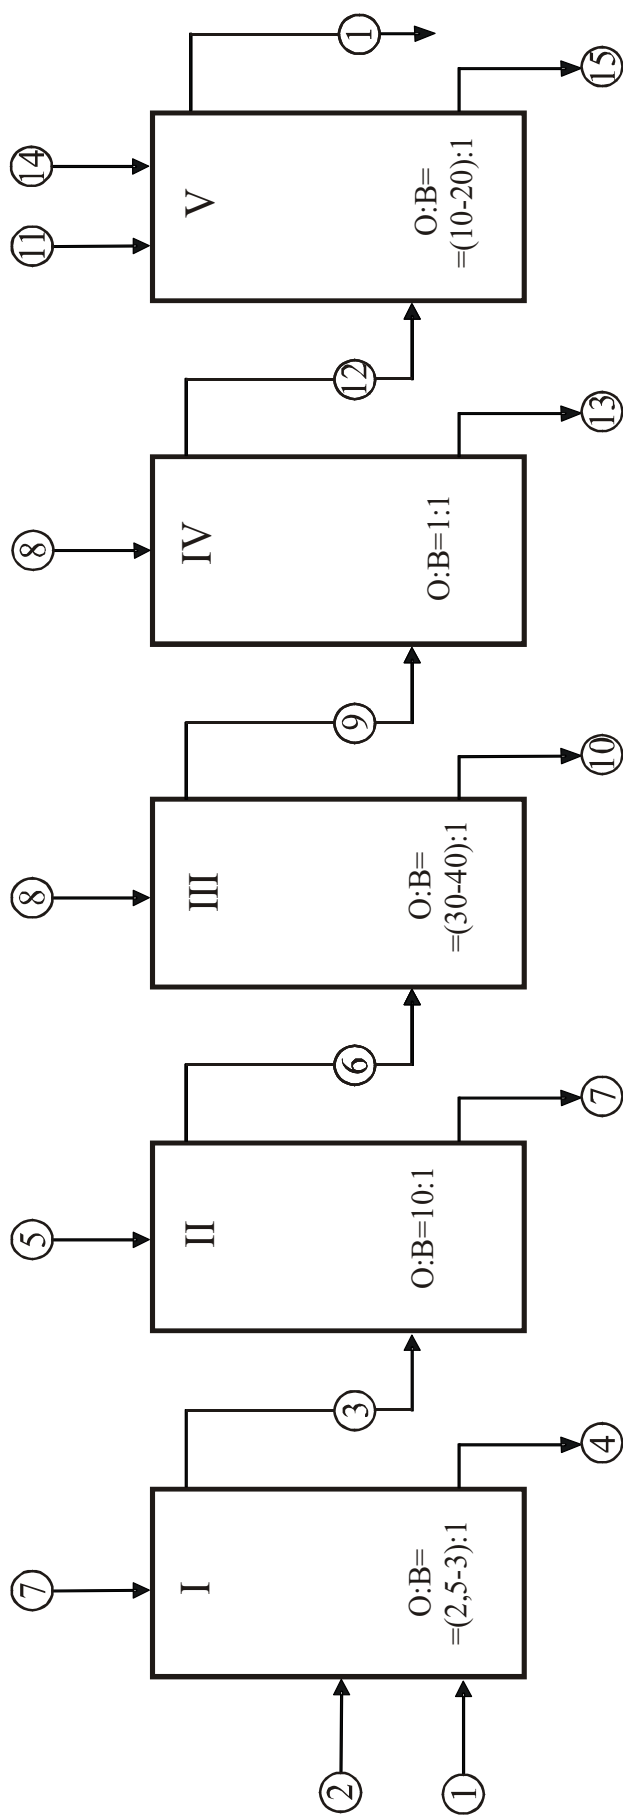 7
5
8
8
11
14
I
II
III
IV
V
2
3
6
9
12
1
1
O:B=
=(2,5-3):1
O:B=10:1
O:B=
=(30-40):1
O:B=1:1
O:B=
=(10-20):1
4
7
10
13
15